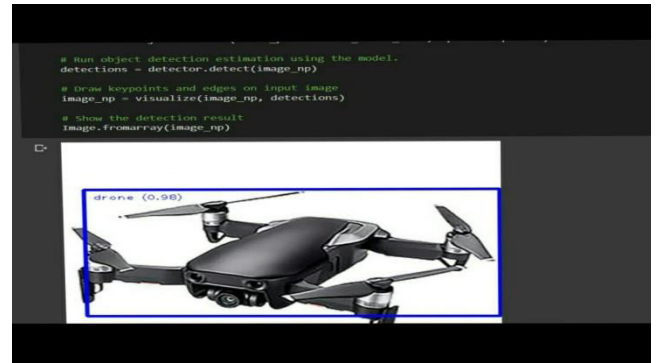 # Run object detection estimation using the model.
detections = detector.detect(image_np)
# Draw keypoints and edges on input image
image_np = visualize(image_np, detections)
# Show the detection result
Image.fromarray(image_np)
drone (0.98)